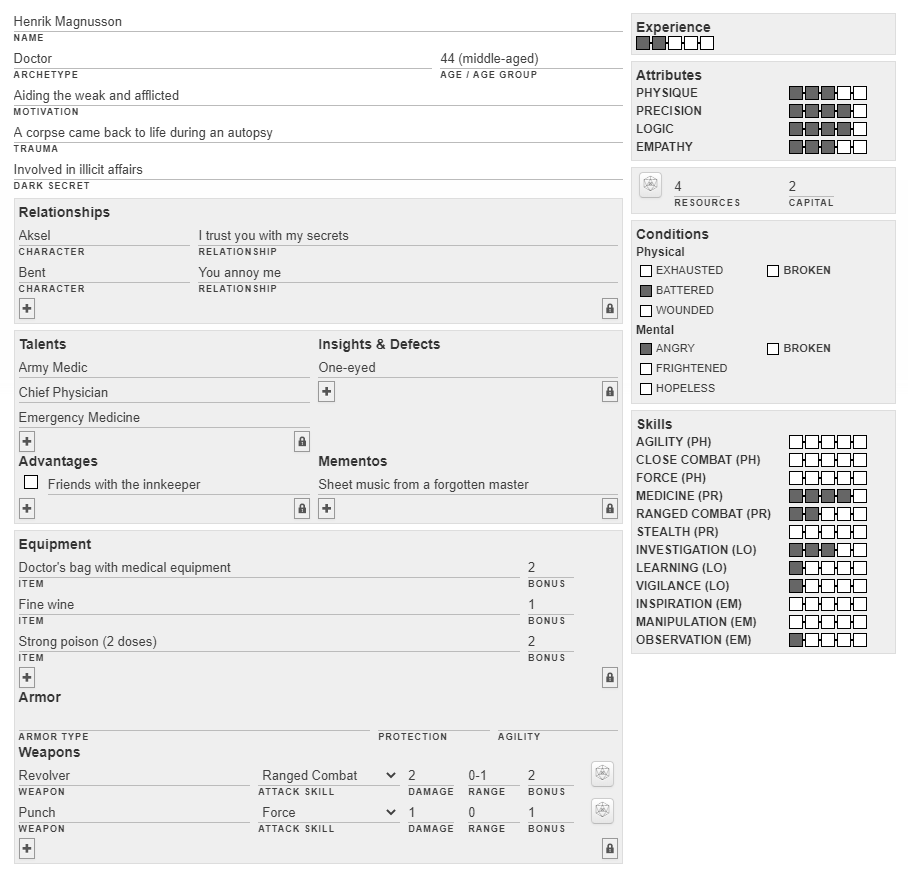 Henrik Magnusson
NAME
Doctor 44 (middle-aged)
ARCHETYPE AGE / AGE GROUP
Aiding the weak and afflicted
MOTIVATION
A corpse came back to life during an autopsy
TRAUMA
Involved in illicit affairs
DARK SECRET
Relationships
Aksel I trust you with my secrets
CHARACTER RELATIONSHIP
Bent You annoy me
CHARACTER RELATIONSHIP
Talents
Army Medic
Chief Physician
Emergency Medicine
Insights & Defects
One-eyed
Advantages
Friends with the innkeeper
Mementos
Sheet music from a forgotten master
Equipment
Doctor's bag with medical equipment 2
ITEM BONUS
Fine wine 1
ITEM BONUS
Strong poison (2 doses) 2
ITEM BONUS
Armor
ARMOR TYPE PROTECTION AGILITY
Weapons
Revolver Ranged Combat 2 0-1 2
WEAPON ATTACK SKILL DAMAGE RANGE BONUS
Punch Force 1 0 1
WEAPON ATTACK SKILL DAMAGE RANGE BONUS
Experience
Attributes
PHYSIQUE
PRECISION
LOGIC
EMPATHY
4 2
RESOURCES CAPITAL
Conditions
Physical
EXHAUSTED BROKEN
BATTERED
WOUNDED
Mental
ANGRY BROKEN
FRIGHTENED
HOPELESS
Skills
AGILITY (PH)
CLOSE COMBAT (PH)
FORCE (PH)
MEDICINE (PR)
RANGED COMBAT (PR)
STEALTH (PR)
INVESTIGATION (LO)
LEARNING (LO)
VIGILANCE (LO)
INSPIRATION (EM)
MANIPULATION (EM)
OBSERVATION (EM)